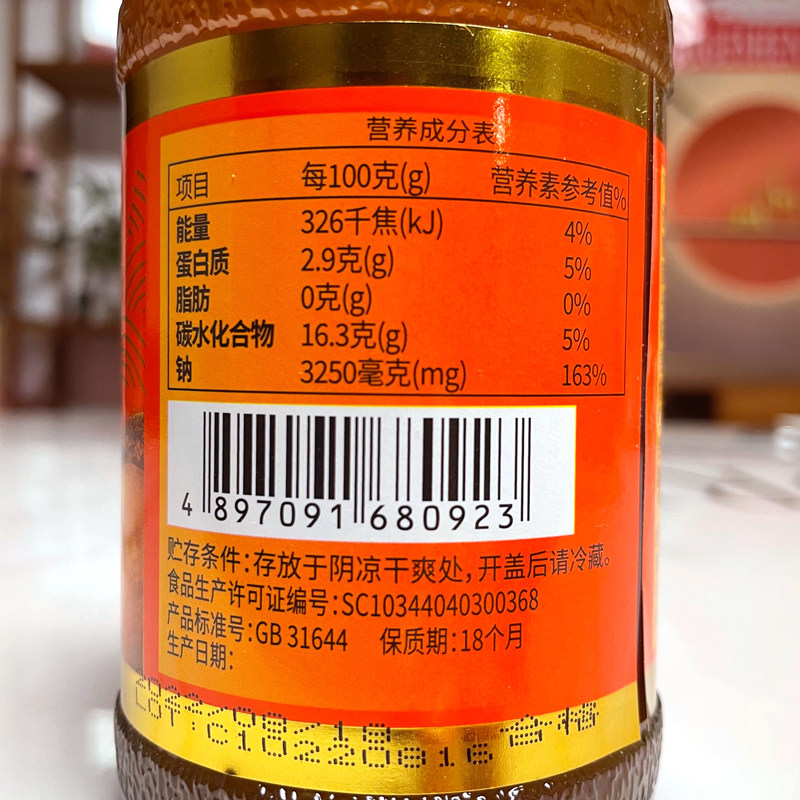 营养成分表
项目 每100克(g) 营养素参考值%
能量 326千焦(kJ) 4%
蛋白质 2.9克(g) 5%
脂肪 0克(g) 0%
碳水化合物 16.3克(g) 5%
钠 3250毫克(mg) 163%
4 897091 680923
贮存条件:存放于阴凉干爽处,开盖后请冷藏。
食品生产许可证编号:SC10344040300368
产品标准号:GB 31644 保质期:18个月
生产日期:
合格